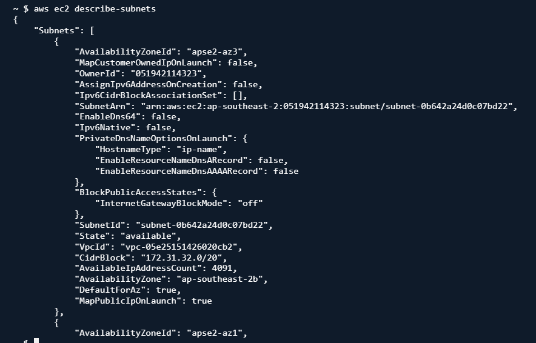 ~ $ aws ec2 describe-subnets
{
    "Subnets": [
        {
            "AvailabilityZoneId": "apse2-az3",
            "MapCustomerOwnedIpOnLaunch": false,
            "OwnerId": "051942114323",
            "AssignIpv6AddressOnCreation": false,
            "Ipv6CidrBlockAssociationSet": [],
            "SubnetArn": "arn:aws:ec2:ap-southeast-2:051942114323:subnet/subnet-0b642a24d0c07bd22",
            "EnableDns64": false,
            "Ipv6Native": false,
            "PrivateDnsNameOptionsOnLaunch": {
                "HostnameType": "ip-name",
                "EnableResourceNameDnsARecord": false,
                "EnableResourceNameDnsAAAARecord": false
            },
            "BlockPublicAccessStates": {
                "InternetGatewayBlockMode": "off"
            },
            "SubnetId": "subnet-0b642a24d0c07bd22",
            "State": "available",
            "VpcId": "vpc-05e25151426020cb2",
            "CidrBlock": "172.31.32.0/20",
            "AvailableIpAddressCount": 4091,
            "AvailabilityZone": "ap-southeast-2b",
            "DefaultForAz": true,
            "MapPublicIpOnLaunch": true
        },
        {
            "AvailabilityZoneId": "apse2-az1",